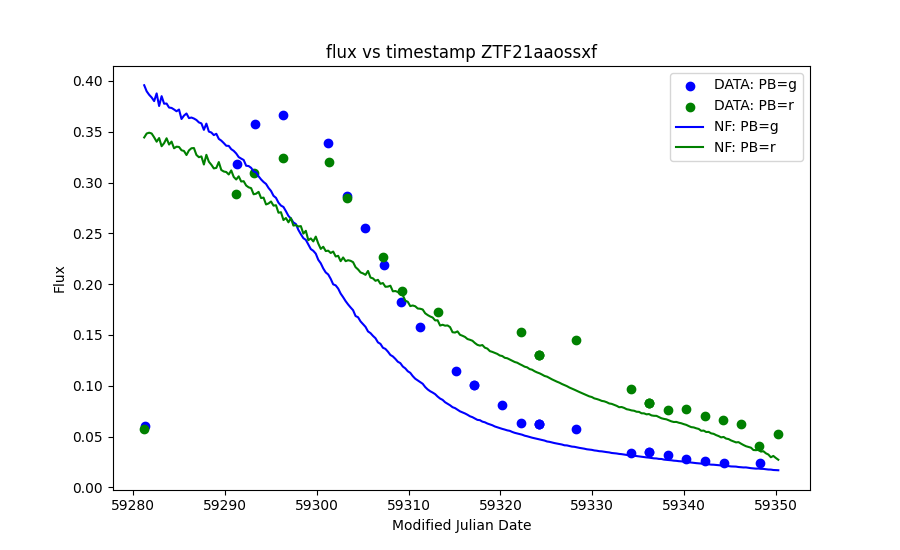 flux vs timestamp ZTF21aaossxf
DATA: PB=g
DATA: PB=r
NF: PB=g
NF: PB=r
0.40
0.35
0.30
0.25
0.20
0.15
0.10
0.05
0.00
Flux
59280 59290 59300 59310 59320 59330 59340 59350
Modified Julian Date